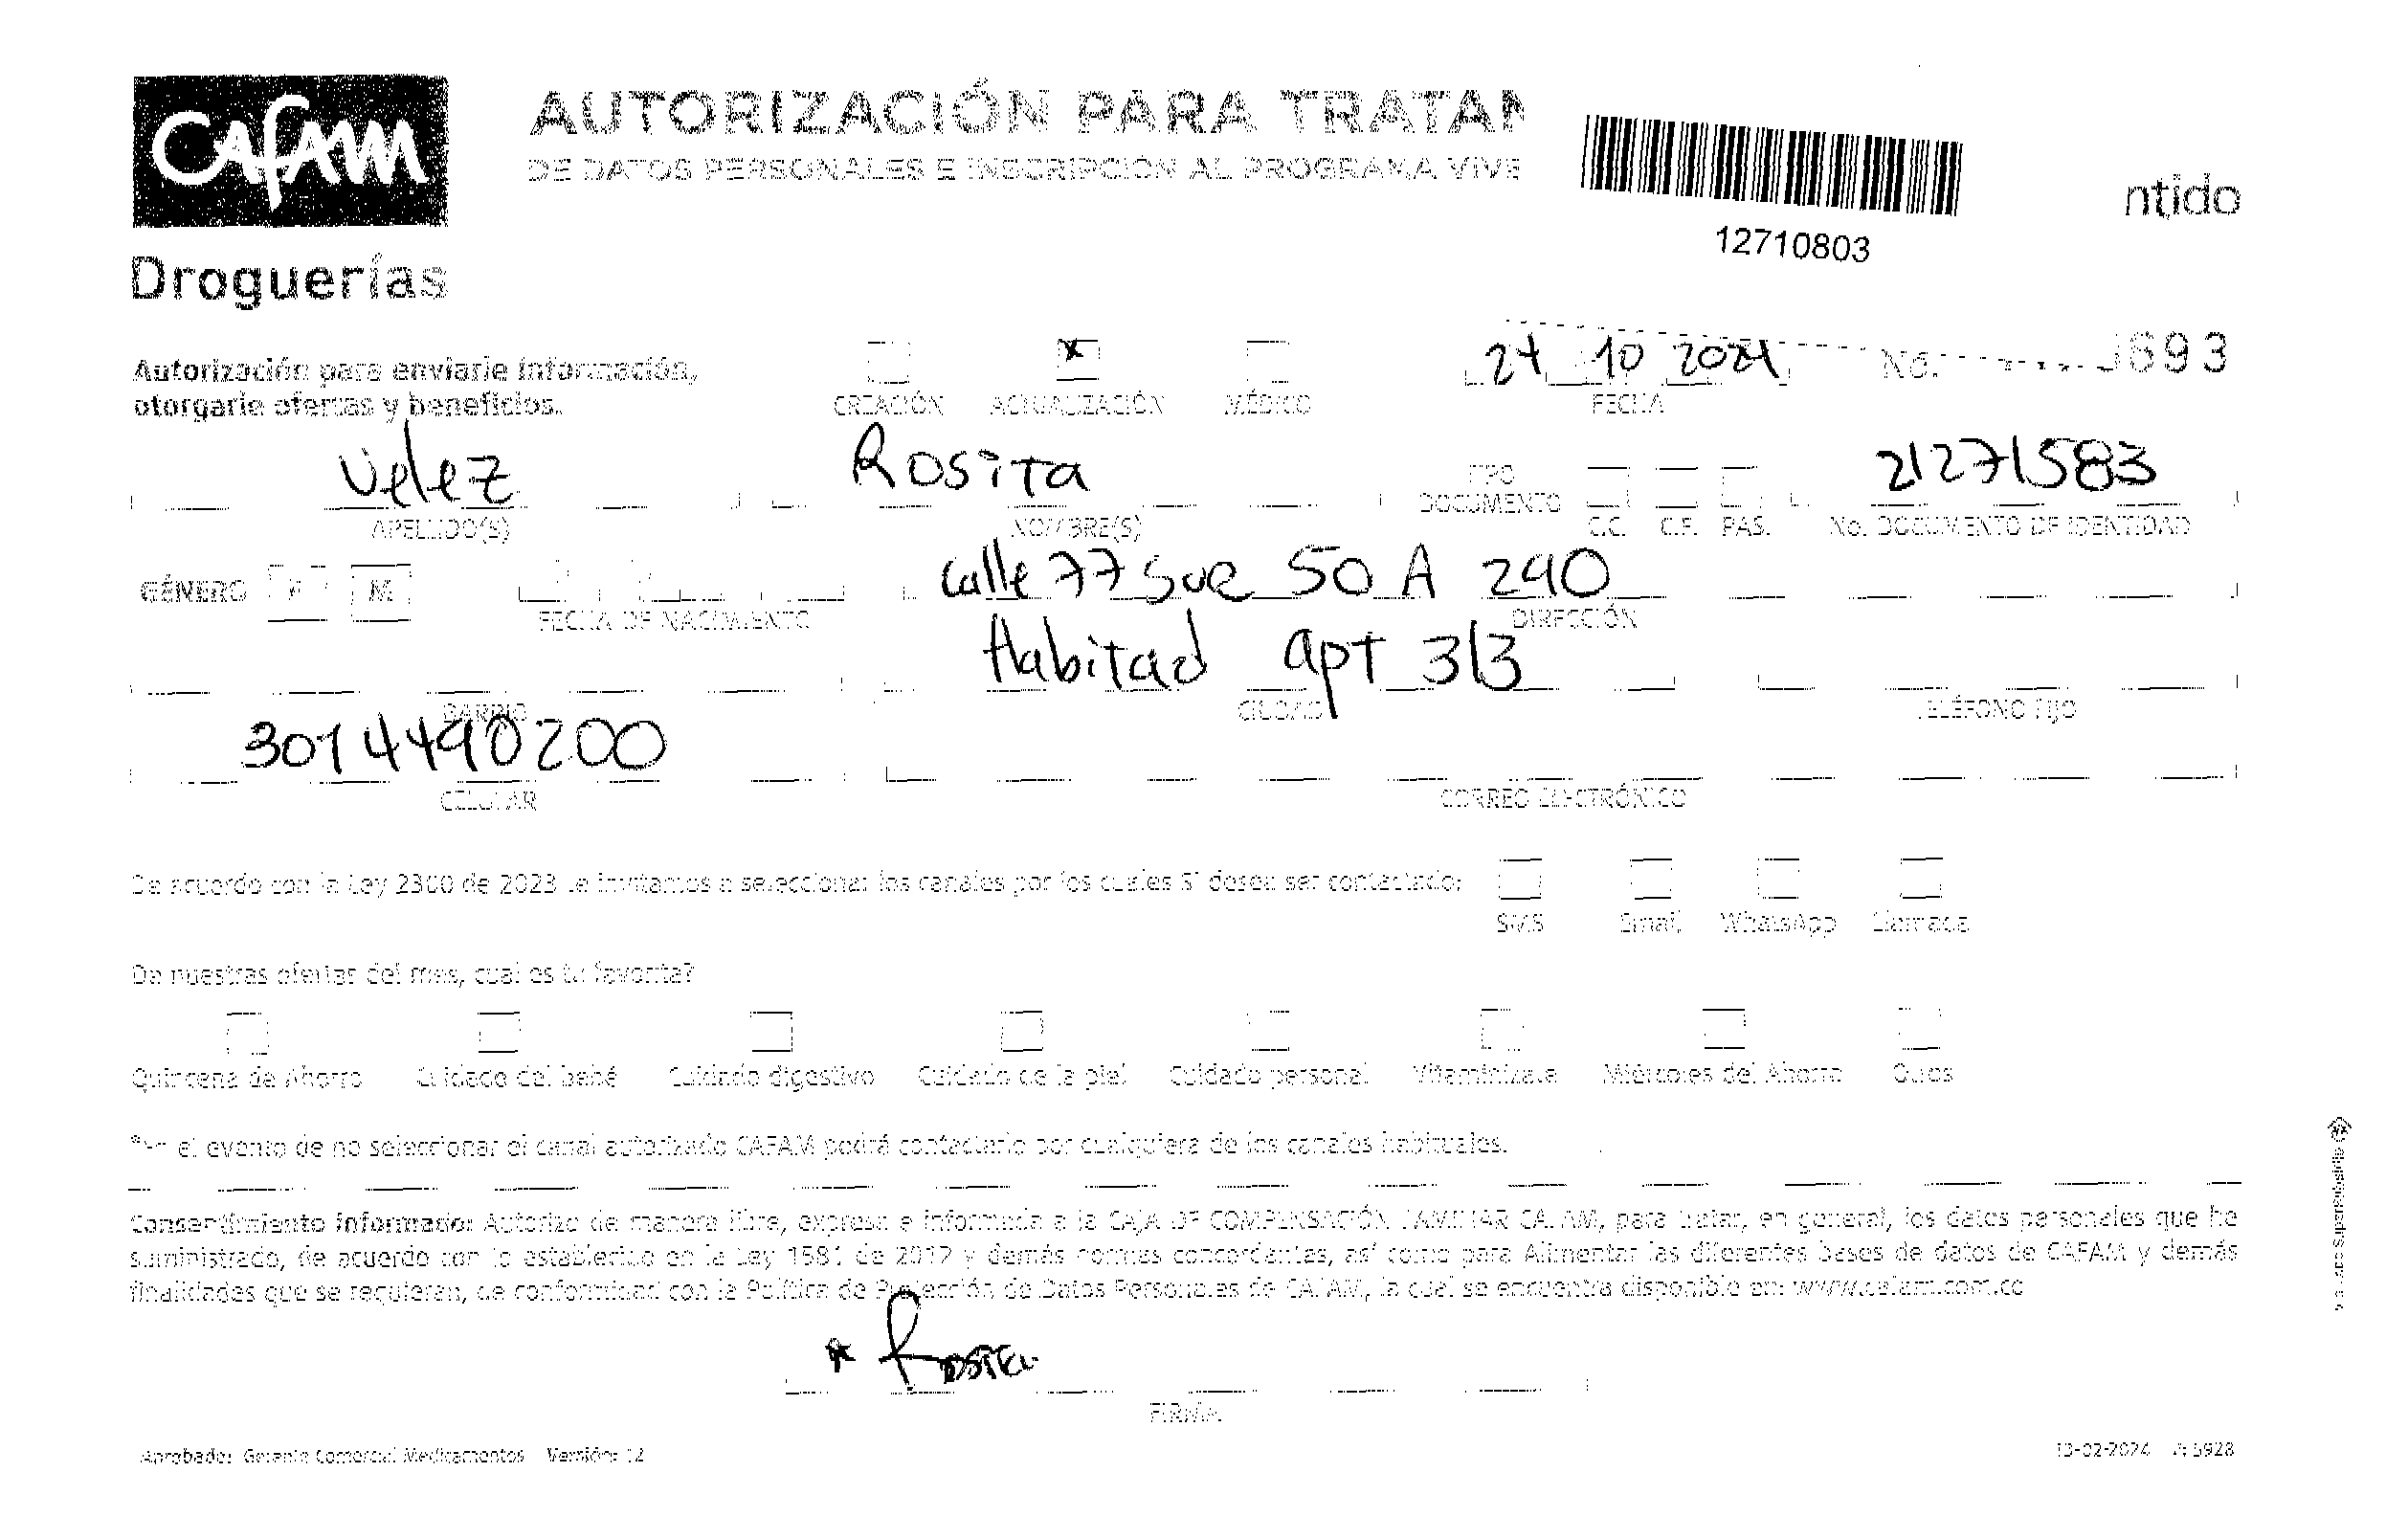 CAFAM
Droguerías
AUTORIZACIÓN PARA TRATAM
DE DATOS PERSONALES E INSCRIPCIÓN AL PROGRAMA VIVE
ntido
12710803
Autorización para enviarle información,
otorgarle ofertas y beneficios.
x
CREACIÓN ACTUALIZACIÓN MÉDICO
24 10 2024
FECHA
No. 693
Velez Rosita 21271583
APELLIDO(S) NOMBRE(S) TIPO DOCUMENTO C.C. C.E. PAS. No. DOCUMENTO DE IDENTIDAD
GÉNERO F M Calle 77 Sur 50 A 290
FECHA DE NACIMIENTO DIRECCIÓN
Habitad apt 313
BARRIO CIUDAD TELÉFONO FIJO
3014490200
CELULAR CORREO ELECTRÓNICO
De acuerdo con la Ley 2300 de 2023 te invitamos a seleccionar los canales por los cuales SI desea ser contactado:
SMS Email WhatsApp Llamada
De nuestras ofertas del mes, cual es tu favorita?
Quincena de Ahorro Cuidado del bebé Cuidado digestivo Cuidado de la piel Cuidado personal Vitaminízate Miércoles del Ahorro Otros
*En el evento de no seleccionar el canal autorizado CAFAM podrá contactarlo por cualquiera de los canales habituales.
Consentimiento informado: Autorizo de manera libre, expresa e informada a la CAJA DE COMPENSACIÓN FAMILIAR CAFAM, para tratar, en general, los datos personales que he
suministrado, de acuerdo con lo establecido en la Ley 1581 de 2012 y demás normas concordantes, así como para Alimentar las diferentes bases de datos de CAFAM y demás
finalidades que se requieran, de conformidad con la Política de Protección de Datos Personales de CAFAM, la cual se encuentra disponible en: www.cafam.com.co
* Rosita
FIRMA
Aprobado: Gerente Comercial Medicamentos Versión: 12
13-02-2024 A 5928